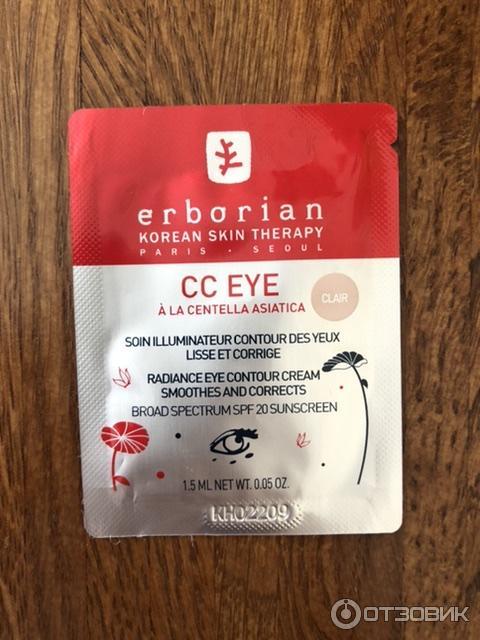 erborian
KOREAN SKIN THERAPY
PARIS · SEOUL
CC EYE
À LA CENTELLA ASIATICA
CLAIR
SOIN ILLUMINATEUR CONTOUR DES YEUX
LISSE ET CORRIGE
RADIANCE EYE CONTOUR CREAM
SMOOTHES AND CORRECTS
BROAD SPECTRUM SPF 20 SUNSCREEN
1.5 ML NET WT. 0.05 OZ.
KH02209
ОТЗОВИК